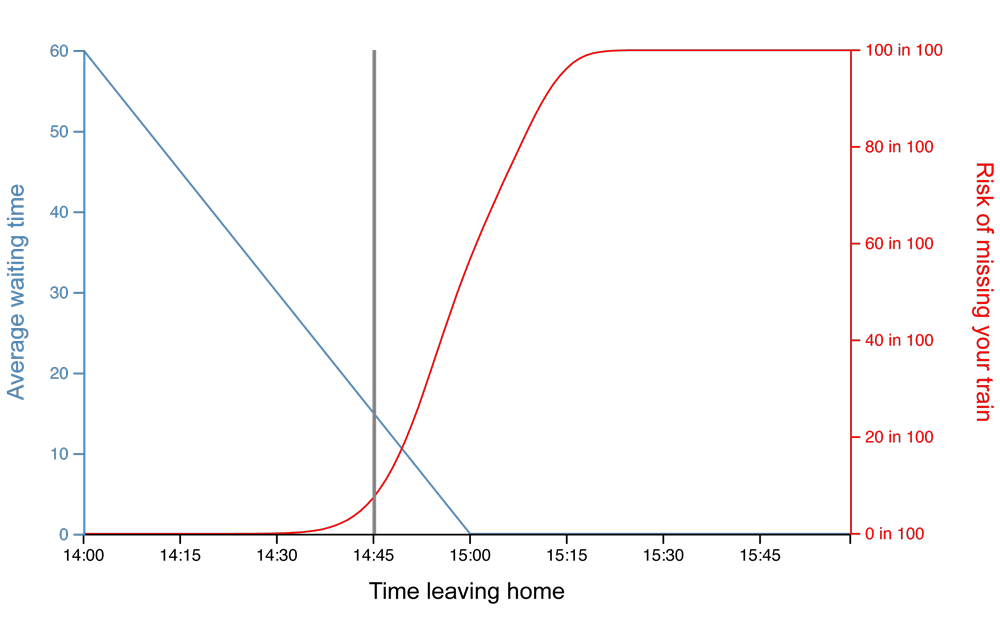 Average waiting time
60
50
40
30
20
10
0
100 in 100
80 in 100
60 in 100
40 in 100
20 in 100
0 in 100
Risk of missing your train
14:00 14:15 14:30 14:45 15:00 15:15 15:30 15:45
Time leaving home